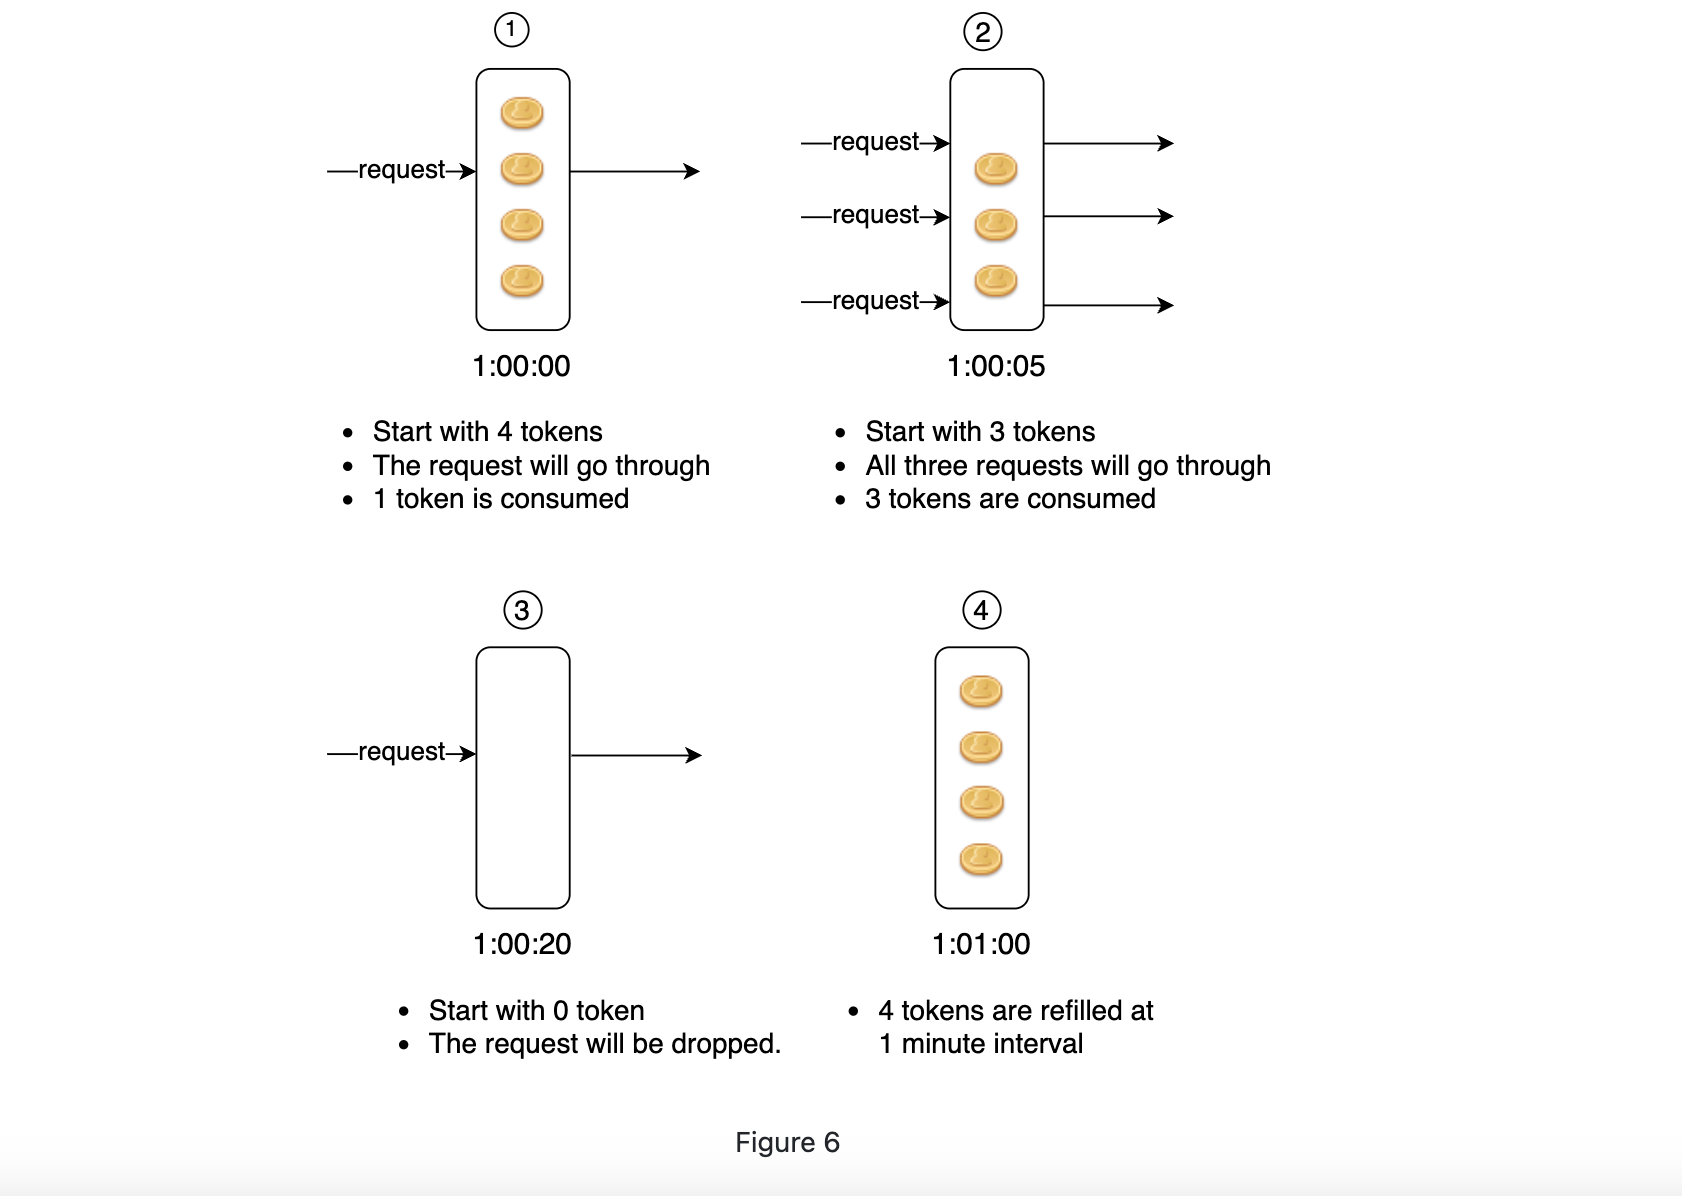 1
2
request
request
request
request
1:00:00
1:00:05
• Start with 4 tokens
• The request will go through
• 1 token is consumed
• Start with 3 tokens
• All three requests will go through
• 3 tokens are consumed
3
4
request
1:00:20
1:01:00
• Start with 0 token
• The request will be dropped.
• 4 tokens are refilled at
1 minute interval
Figure 6